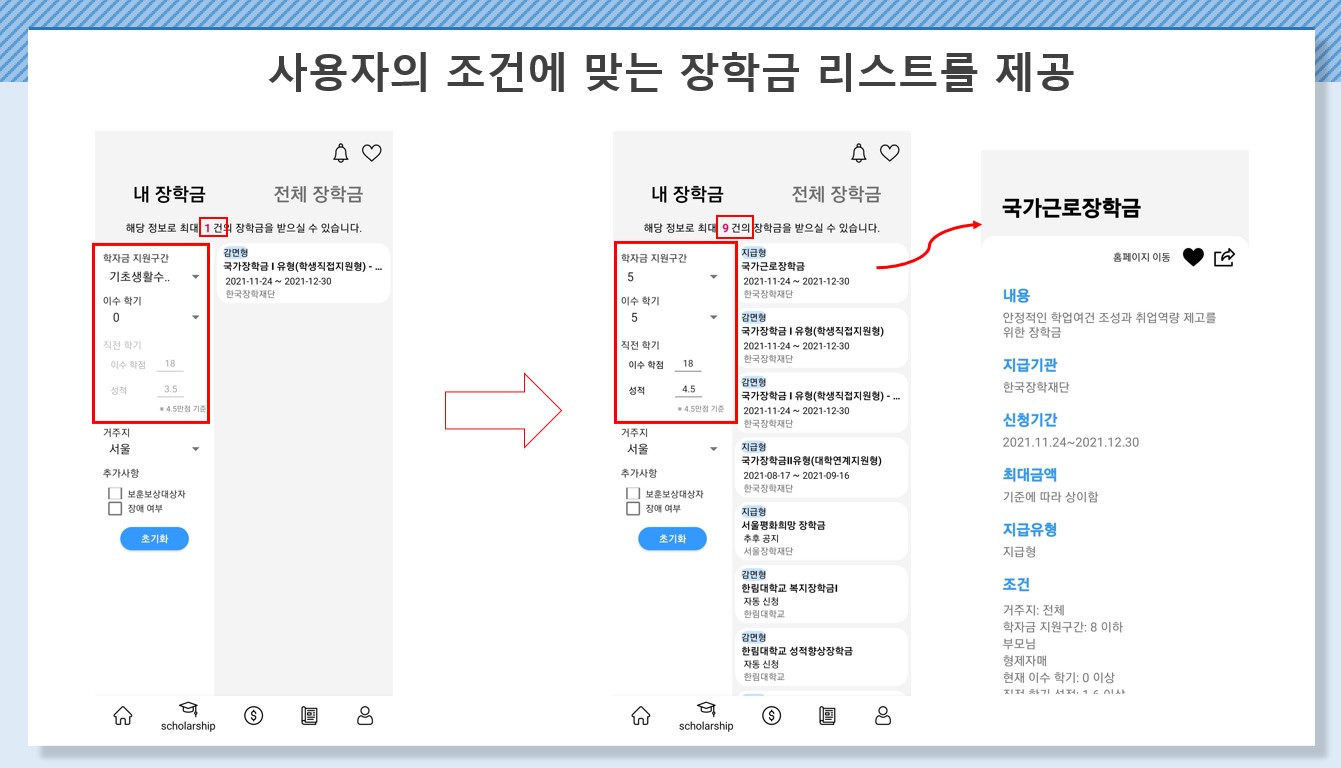 사용자의 조건에 맞는 장학금 리스트를 제공
내 장학금
전체 장학금
해당 정보로 최대 1 건의 장학금을 받으실 수 있습니다.
학자금 지원구간
기초생활수..
이수 학기
0
직전 학기
이수 학점 18
성적 3.5
* 4.5만점 기준
거주지
서울
추가사항
보훈보상대상자
장애 여부
초기화
감면형
국가장학금 I 유형(학생직접지원형) - ...
2021-11-24 ~ 2021-12-30
한국장학재단
scholarship
내 장학금
전체 장학금
해당 정보로 최대 9 건의 장학금을 받으실 수 있습니다.
학자금 지원구간
5
이수 학기
5
직전 학기
이수 학점 18
성적 4.5
* 4.5만점 기준
거주지
서울
추가사항
보훈보상대상자
장애 여부
초기화
지급형
국가근로장학금
2021-11-24 ~ 2021-12-30
한국장학재단
감면형
국가장학금 I 유형(학생직접지원형)
2021-11-24 ~ 2021-12-30
한국장학재단
감면형
국가장학금 I 유형(학생직접지원형) - ...
2021-11-24 ~ 2021-12-30
한국장학재단
지급형
국가장학금II유형(대학연계지원형)
2021-08-17 ~ 2021-09-16
한국장학재단
지급형
서울평화희망 장학금
추후 공지
서울장학재단
감면형
한림대학교 복지장학금I
자동 신청
한림대학교
감면형
한림대학교 성적향상장학금
자동 신청
한림대학교
scholarship
국가근로장학금
홈페이지 이동
내용
안정적인 학업여건 조성과 취업역량 제고를
위한 장학금
지급기관
한국장학재단
신청기간
2021.11.24~2021.12.30
최대금액
기준에 따라 상이함
지급유형
지급형
조건
거주지: 전체
학자금 지원구간: 8 이하
부모님
형제자매
현재 이수 학기: 0 이상
직전 학기 성적: 1.6 이상